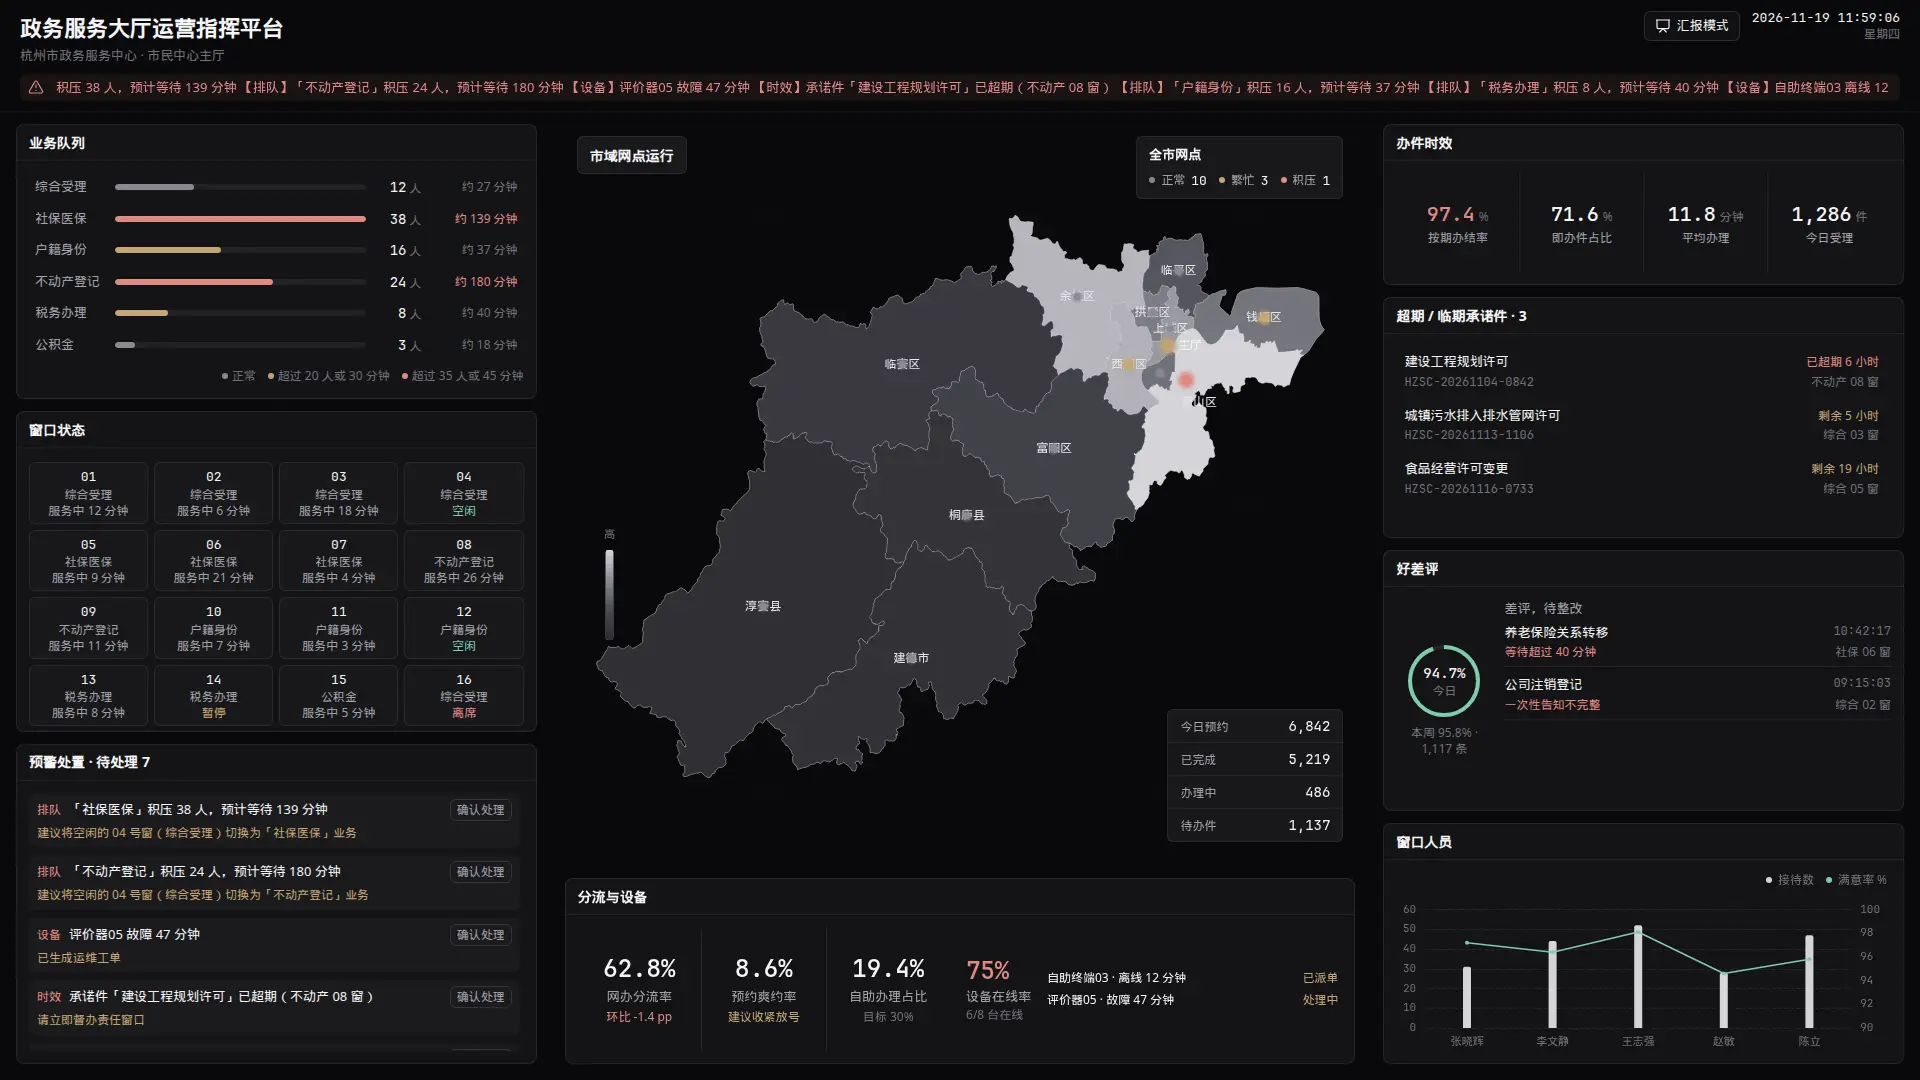 政务服务大厅运营指挥平台
杭州市政务服务中心 · 市民中心主厅
汇报模式
2026-11-19 11:59:06
星期四
积压 38 人，预计等待 139 分钟 【排队】「不动产登记」积压 24 人，预计等待 180 分钟 【设备】评价器05 故障 47 分钟 【时效】承诺件「建设工程规划许可」已超期（不动产 08 窗） 【排队】「户籍身份」积压 16 人，预计等待 37 分钟 【排队】「税务办理」积压 8 人，预计等待 40 分钟 【设备】自助终端03 离线 12
业务队列
综合受理 12 人 约 27 分钟
社保医保 38 人 约 139 分钟
户籍身份 16 人 约 37 分钟
不动产登记 24 人 约 180 分钟
税务办理 8 人 约 40 分钟
公积金 3 人 约 18 分钟
正常 超过 20 人或 30 分钟 超过 35 人或 45 分钟
窗口状态
01 02 03 04
综合受理 综合受理 综合受理 综合受理
服务中 12 分钟 服务中 6 分钟 服务中 18 分钟 空闲
05 06 07 08
社保医保 社保医保 社保医保 不动产登记
服务中 9 分钟 服务中 21 分钟 服务中 4 分钟 服务中 26 分钟
09 10 11 12
不动产登记 户籍身份 户籍身份 户籍身份
服务中 11 分钟 服务中 7 分钟 服务中 3 分钟 空闲
13 14 15 16
税务办理 税务办理 公积金 综合受理
服务中 8 分钟 暂停 服务中 5 分钟 离席
预警处置 · 待处理 7
排队 「社保医保」积压 38 人，预计等待 139 分钟 确认处理
建议将空闲的 04 号窗（综合受理）切换为「社保医保」业务
排队 「不动产登记」积压 24 人，预计等待 180 分钟 确认处理
建议将空闲的 04 号窗（综合受理）切换为「不动产登记」业务
设备 评价器05 故障 47 分钟 确认处理
已生成运维工单
时效 承诺件「建设工程规划许可」已超期（不动产 08 窗） 确认处理
请立即督办责任窗口
市域网点运行
全市网点
正常 10 繁忙 3 积压 1
临平区
余杭区
拱墅区
钱塘区
上城区
主厅
西湖区
临安区
萧山区
富阳区
桐庐县
高
淳安县
建德市
今日预约 6,842
已完成 5,219
办理中 486
待办件 1,137
分流与设备
62.8% 8.6% 19.4% 75%
网办分流率 预约爽约率 自助办理占比 设备在线率
环比 -1.4 pp 建议收紧放号 目标 30% 6/8 台在线
自助终端03 · 离线 12 分钟 已派单
评价器05 · 故障 47 分钟 处理中
办件时效
97.4 % 71.6 % 11.8 分钟 1,286 件
按期办结率 即办件占比 平均办理 今日受理
超期 / 临期承诺件 · 3
建设工程规划许可 已超期 6 小时
HZSC-20261104-0842 不动产 08 窗
城镇污水排入排水管网许可 剩余 5 小时
HZSC-20261113-1106 综合 03 窗
食品经营许可变更 剩余 19 小时
HZSC-20261116-0733 综合 05 窗
好差评
94.7%
今日
本周 95.8% ·
1,117 条
差评，待整改
养老保险关系转移 10:42:17
等待超过 40 分钟 社保 06 窗
公司注销登记 09:15:03
一次性告知不完整 综合 02 窗
窗口人员
接待数 满意率 %
60 100
50 98
40 96
30 94
20 92
10 90
0
张晓辉 李文静 王志强 赵敏 陈立